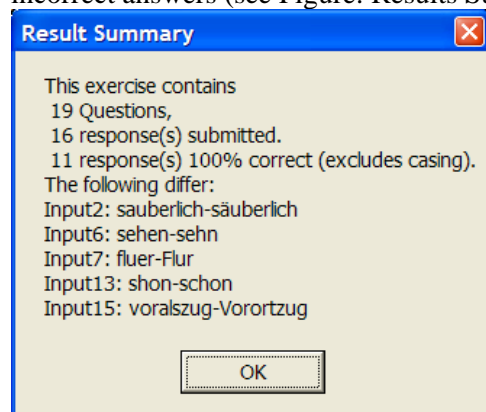 incorrect answers (see Figure: Results S
Result Summary
This exercise contains
19 Questions,
16 response(s) submitted.
11 response(s) 100% correct (excludes casing).
The following differ:
Input2: sauberlich-säuberlich
Input6: sehen-sehn
Input7: fluer-Flur
Input13: shon-schon
Input15: voralszug-Vorortzug
OK